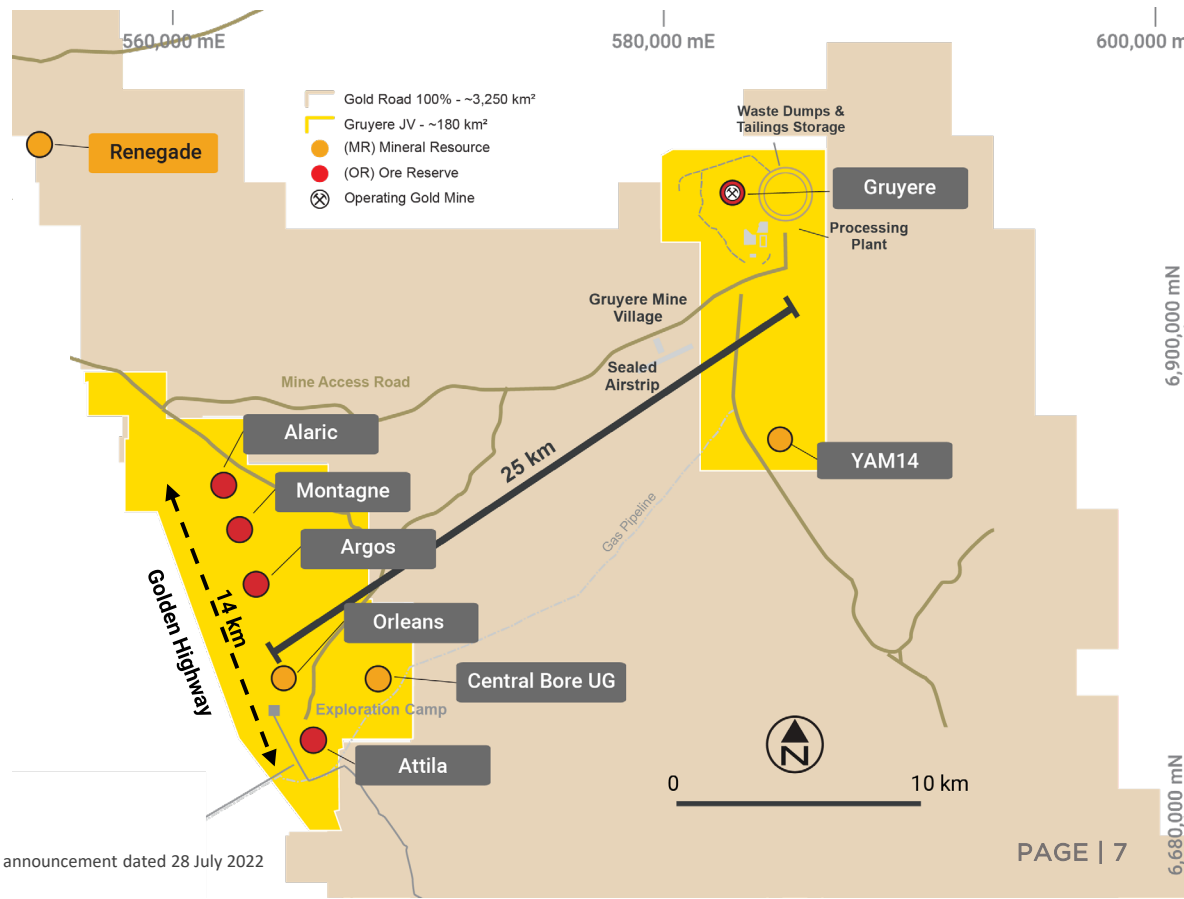 560,000 mE
580,000 mE
600,000 m
Gold Road 100% - ~3,250 km²
Gruyere JV - ~180 km²
(MR) Mineral Resource
(OR) Ore Reserve
Operating Gold Mine
Renegade
Waste Dumps &
Tailings Storage
Gruyere
Processing
Plant
Gruyere Mine
Village
Sealed
Airstrip
6,900,000 mN
Mine Access Road
Alaric
Montagne
Argos
25 km
YAM14
Gas Pipeline
Golden Highway
14 km
Orleans
Central Bore UG
Exploration Camp
Attila
N
0
10 km
6,680,000 mN
announcement dated 28 July 2022
PAGE | 7